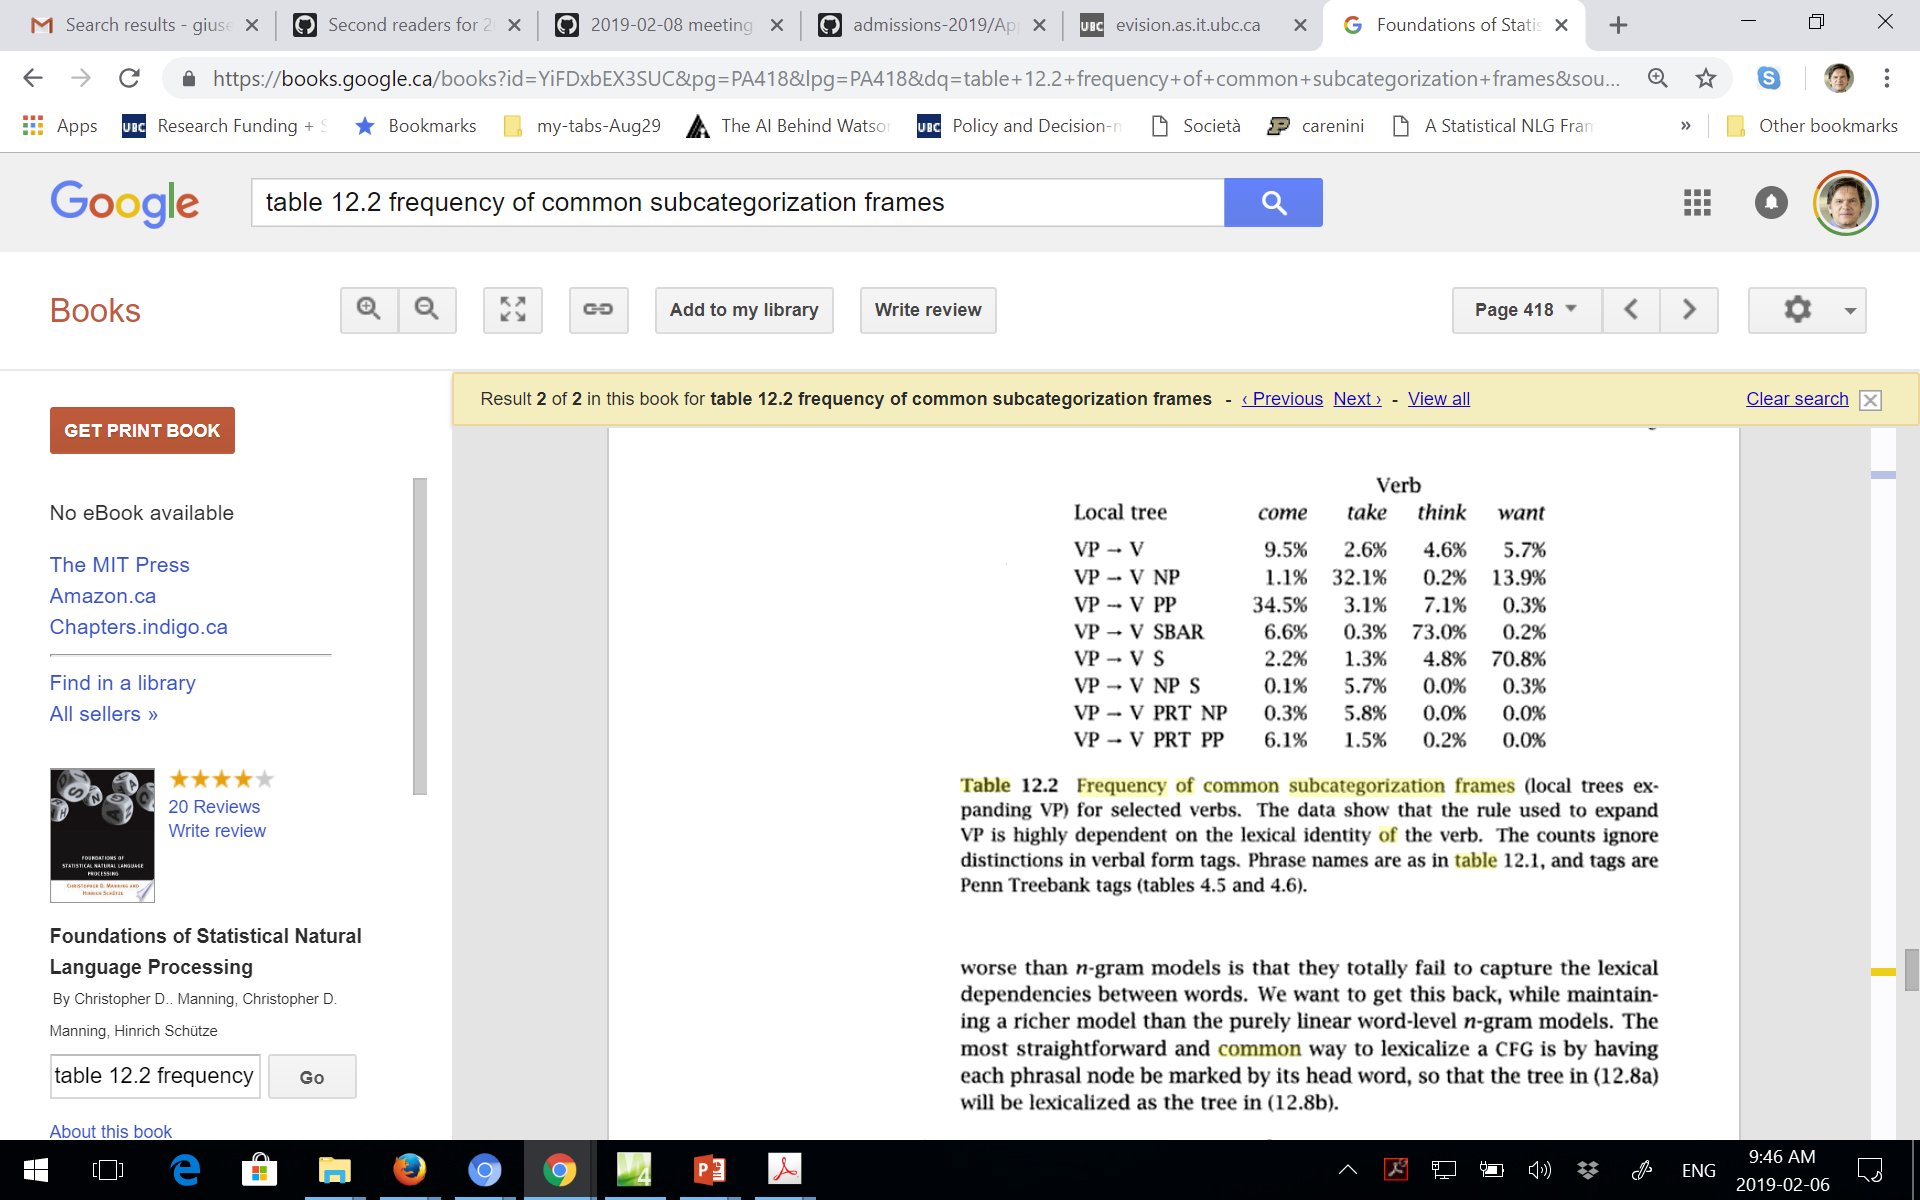 Search results - giuse
Second readers for 2
2019-02-08 meeting
admissions-2019/Ap
evision.as.it.ubc.ca
Foundations of Statis
https://books.google.ca/books?id=YiFDxbEX3SUC&pg=PA418&lpg=PA418&dq=table+12.2+frequency+of+common+subcategorization+frames&sou...
Apps
UBC
Research Funding +
Bookmarks
my-tabs-Aug29
The AI Behind Watso
UBC
Policy and Decision-
Società
carenini
A Statistical NLG Fran
»
Other bookmarks
Google
table 12.2 frequency of common subcategorization frames
Books
Add to my library
Write review
Page 418
Result 2 of 2 in this book for table 12.2 frequency of common subcategorization frames - ‹ Previous Next › - View all
Clear search
GET PRINT BOOK
No eBook available
The MIT Press
Amazon.ca
Chapters.indigo.ca
Find in a library
All sellers »
20 Reviews
Write review
FOUNDATIONS OF
STATISTICAL NATURAL LANGUAGE
PROCESSING
CHRISTOPHER D. MANNING AND
HINRICH SCHÜTZE
Foundations of Statistical Natural
Language Processing
By Christopher D.. Manning, Christopher D.
Manning, Hinrich Schütze
table 12.2 frequency
Go
About this book
Verb
Local tree come take think want
VP → V 9.5% 2.6% 4.6% 5.7%
VP → V NP 1.1% 32.1% 0.2% 13.9%
VP → V PP 34.5% 3.1% 7.1% 0.3%
VP → V SBAR 6.6% 0.3% 73.0% 0.2%
VP → V S 2.2% 1.3% 4.8% 70.8%
VP → V NP S 0.1% 5.7% 0.0% 0.3%
VP → V PRT NP 0.3% 5.8% 0.0% 0.0%
VP → V PRT PP 6.1% 1.5% 0.2% 0.0%
Table 12.2 Frequency of common subcategorization frames (local trees ex-
panding VP) for selected verbs. The data show that the rule used to expand
VP is highly dependent on the lexical identity of the verb. The counts ignore
distinctions in verbal form tags. Phrase names are as in table 12.1, and tags are
Penn Treebank tags (tables 4.5 and 4.6).
worse than n-gram models is that they totally fail to capture the lexical
dependencies between words. We want to get this back, while maintain-
ing a richer model than the purely linear word-level n-gram models. The
most straightforward and common way to lexicalize a CFG is by having
each phrasal node be marked by its head word, so that the tree in (12.8a)
will be lexicalized as the tree in (12.8b).
ENG
9:46 AM
2019-02-06